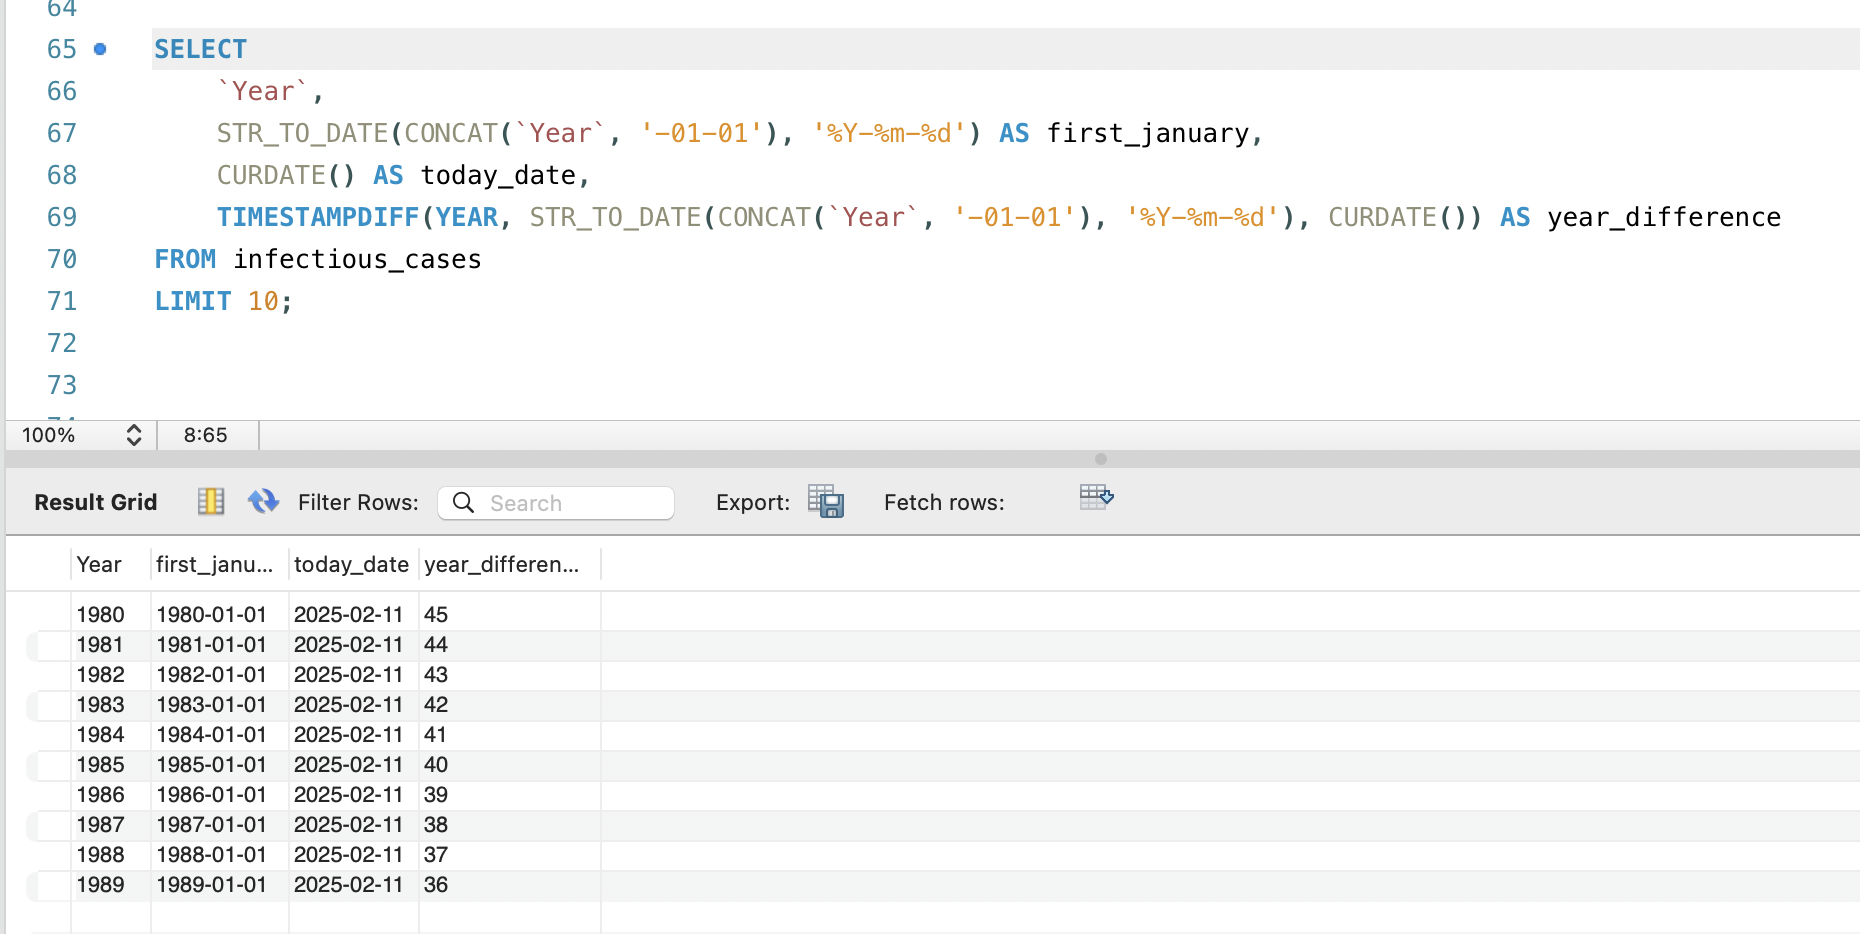 64
65 SELECT
66 `Year`,
67 STR_TO_DATE(CONCAT(`Year`, '-01-01'), '%Y-%m-%d') AS first_january,
68 CURDATE() AS today_date,
69 TIMESTAMPDIFF(YEAR, STR_TO_DATE(CONCAT(`Year`, '-01-01'), '%Y-%m-%d'), CURDATE()) AS year_difference
70 FROM infectious_cases
71 LIMIT 10;
72
73
100% 8:65
Result Grid Filter Rows: Search Export: Fetch rows:
Year first_janu... today_date year_differen...
1980 1980-01-01 2025-02-11 45
1981 1981-01-01 2025-02-11 44
1982 1982-01-01 2025-02-11 43
1983 1983-01-01 2025-02-11 42
1984 1984-01-01 2025-02-11 41
1985 1985-01-01 2025-02-11 40
1986 1986-01-01 2025-02-11 39
1987 1987-01-01 2025-02-11 38
1988 1988-01-01 2025-02-11 37
1989 1989-01-01 2025-02-11 36